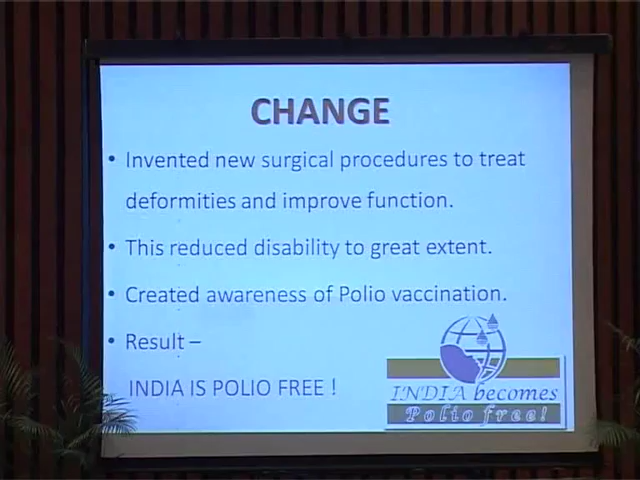 CHANGE
• Invented new surgical procedures to treat
deformities and improve function.
• This reduced disability to great extent.
• Created awareness of Polio vaccination.
• Result –
INDIA IS POLIO FREE !
INDIA becomes
Polio free!